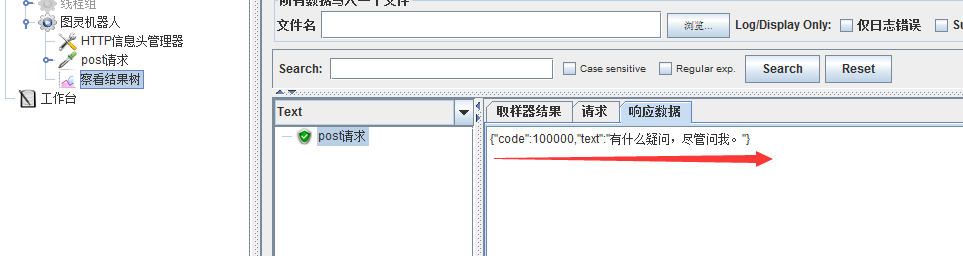 线程组
所有数据写入一个文件
图灵机器人
文件名
浏览...
Log/Display Only:
仅日志错误
Su
HTTP信息头管理器
post请求
察看结果树
Search:
Case sensitive
Regular exp.
Search
Reset
工作台
Text
取样器结果
请求
响应数据
post请求
{"code":100000,"text":"有什么疑问，尽管问我。"}